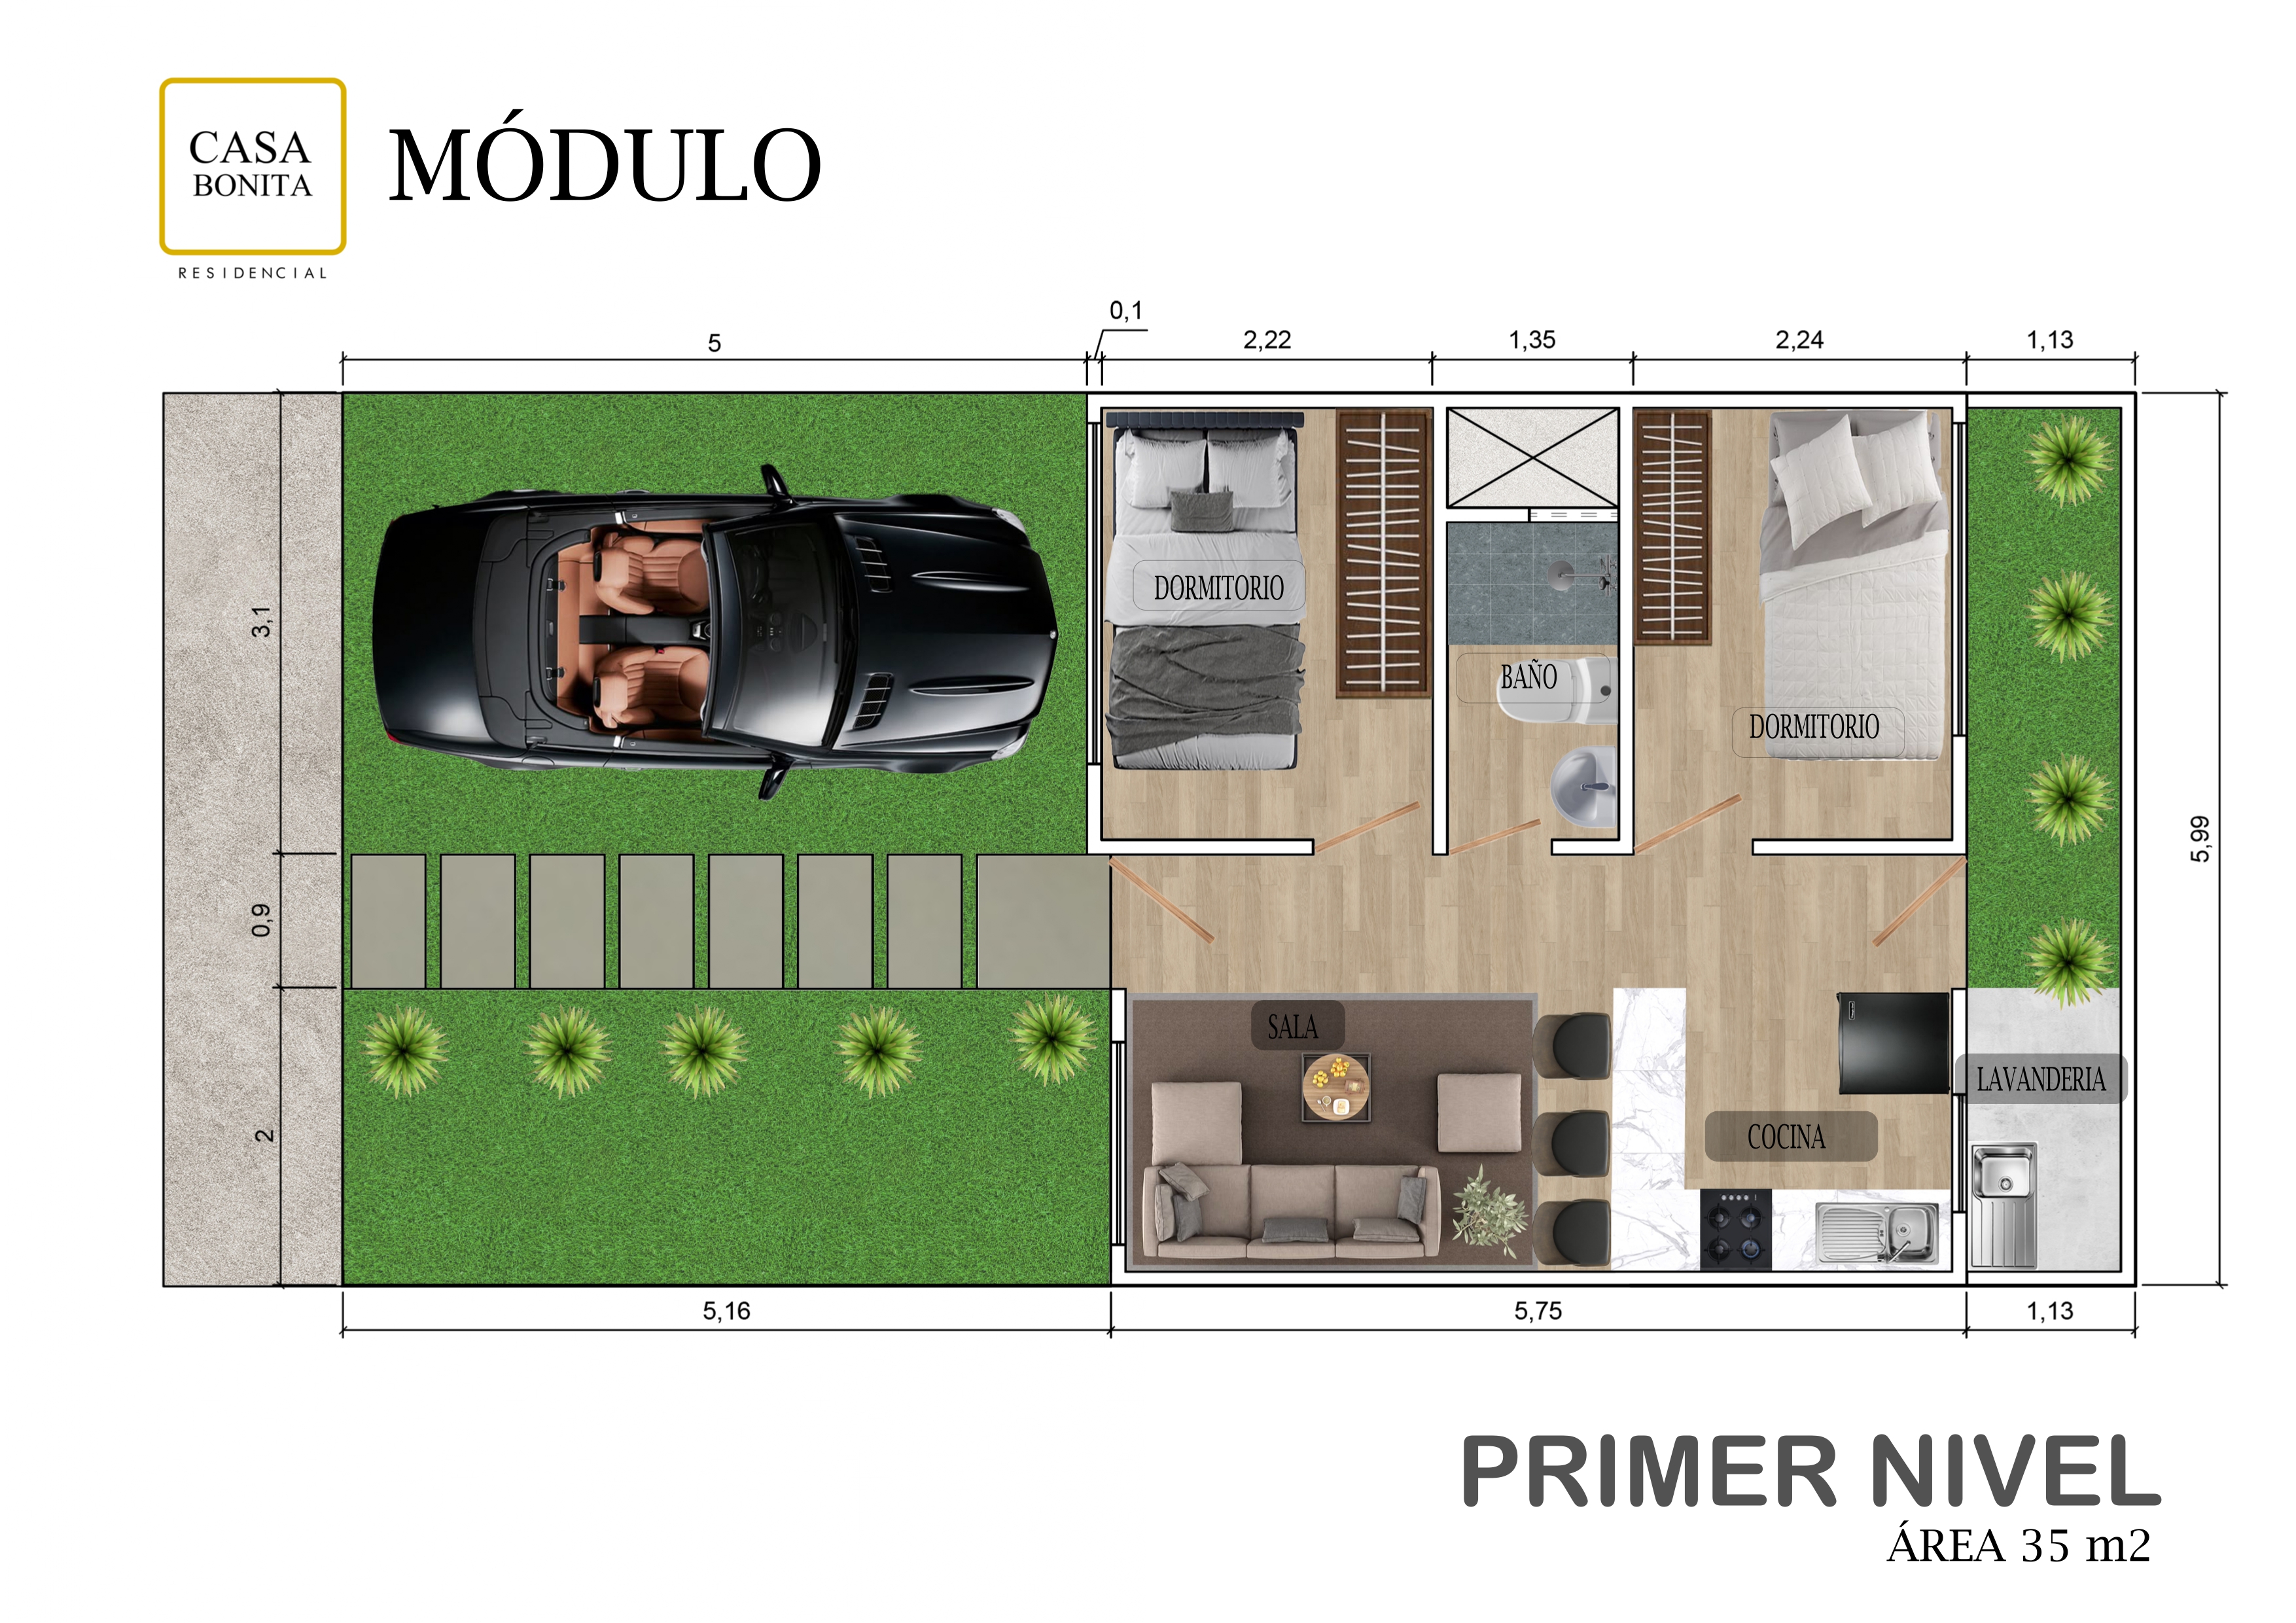 CASA
BONITA
RESIDENCIAL
MÓDULO
0,1
5
2,22
1,35
2,24
1,13
3,1
0,9
2
5,99
DORMITORIO
BAÑO
DORMITORIO
SALA
COCINA
LAVANDERIA
5,16
5,75
1,13
PRIMER NIVEL
ÁREA 35 m2